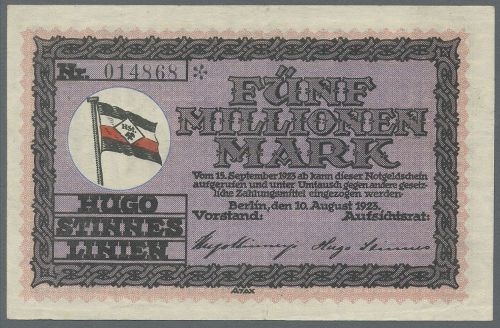 Nr. 014868 *
FÜNF
MILLIONEN
MARK
Vom 15. September 1923 ab kann dieser Notgeldschein
aufgerufen und unter Umtausch gegen andere gesetz-
liche Zahlungsmittel eingezogen werden.
Berlin, den 10. August 1923.
Vorstand: Aufsichtsrat:
Hugo Stinnes
HUGO
STINNES
LINIEN
ATAX